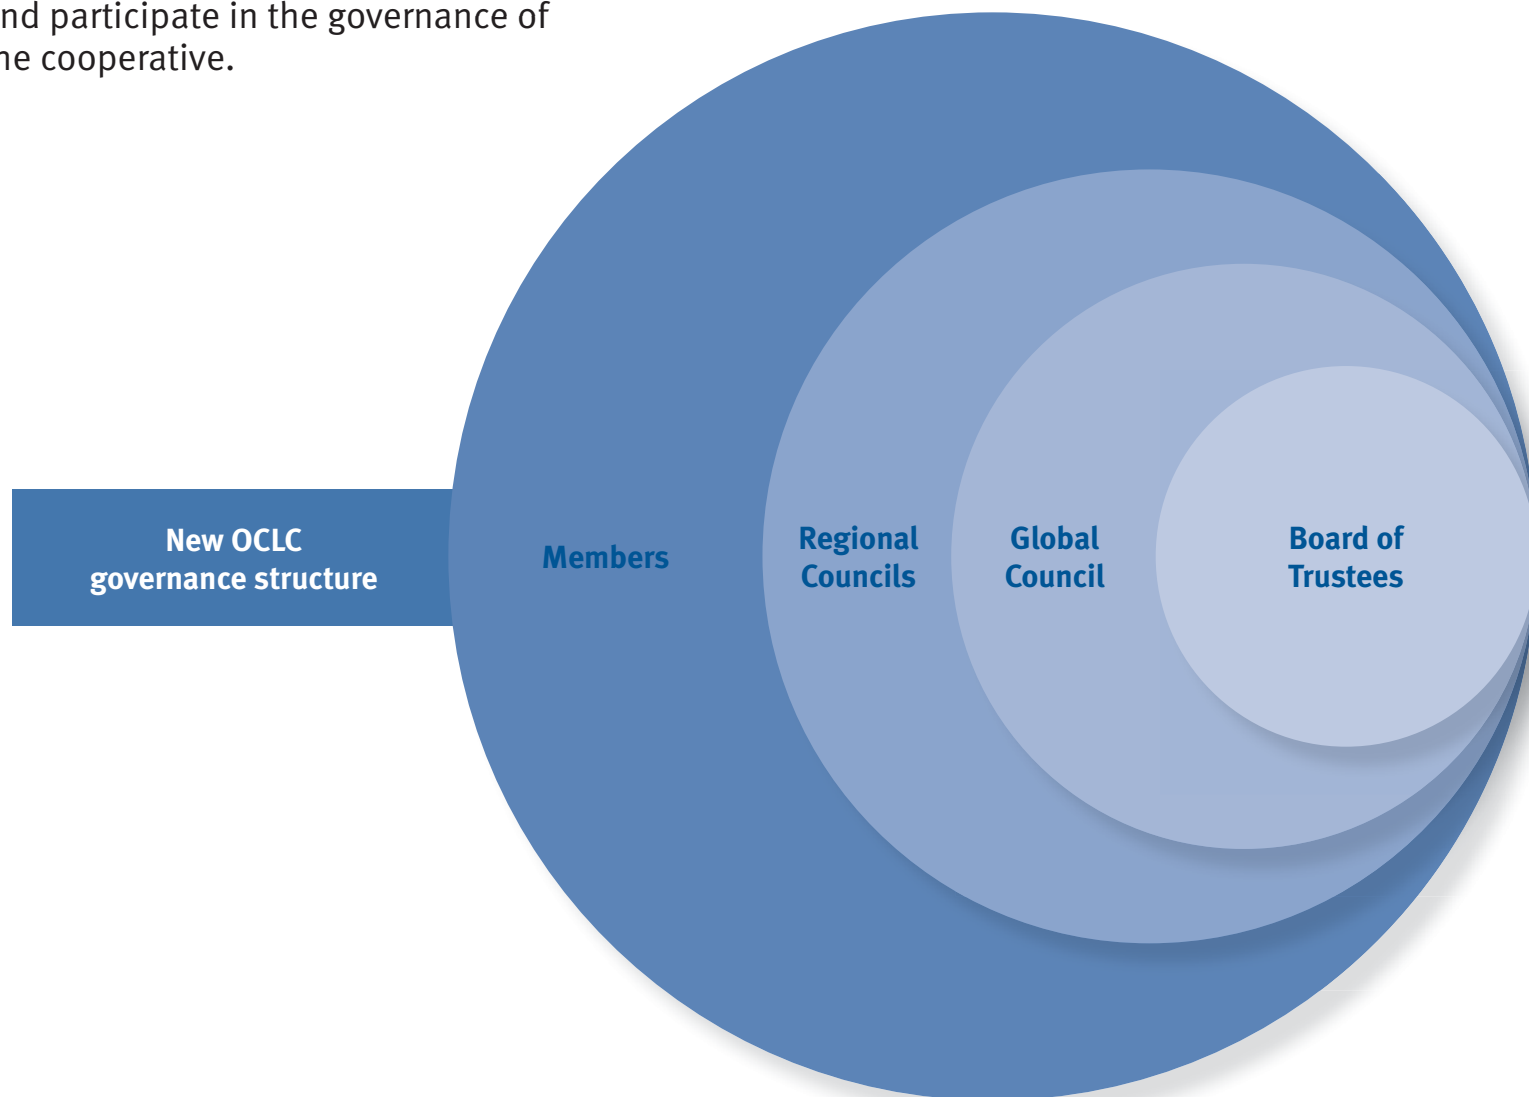 nd participate in the governance of
ne cooperative.
New OCLC
governance structure
Members
Regional
Councils
Global
Council
Board of
Trustees